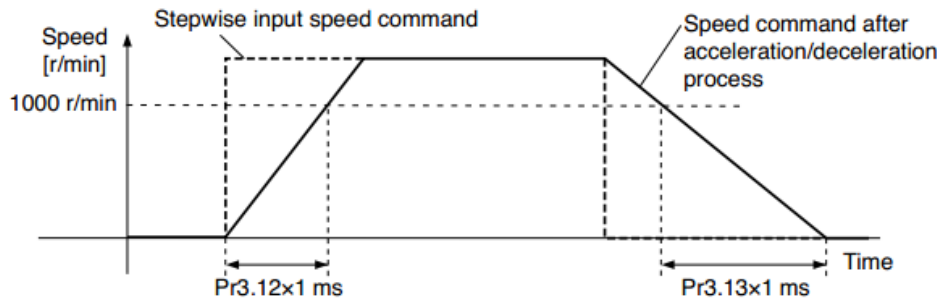 Stepwise input speed command
Speed
[r/min]
Speed command after
acceleration/deceleration
process
1000 r/min
Time
Pr3.12×1 ms
Pr3.13×1 ms